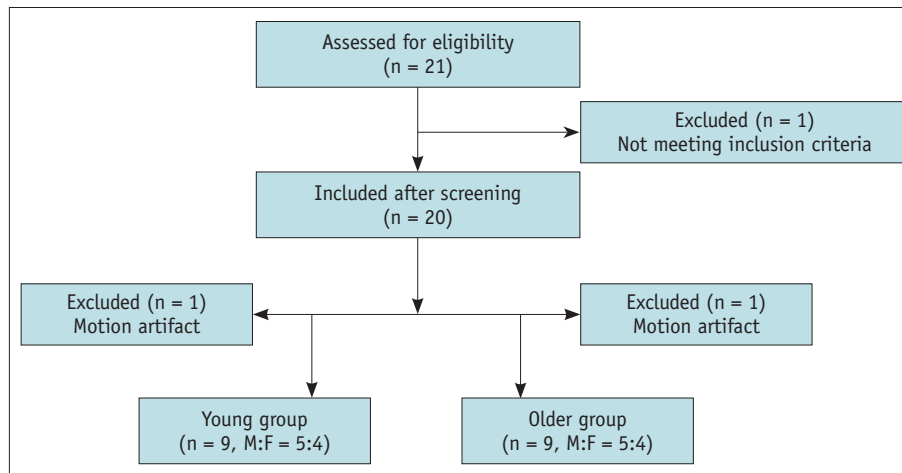 Assessed for eligibility
(n = 21)
Excluded (n = 1)
Not meeting inclusion criteria
Included after screening
(n = 20)
Excluded (n = 1)
Motion artifact
Excluded (n = 1)
Motion artifact
Young group
(n = 9, M:F = 5:4)
Older group
(n = 9, M:F = 5:4)